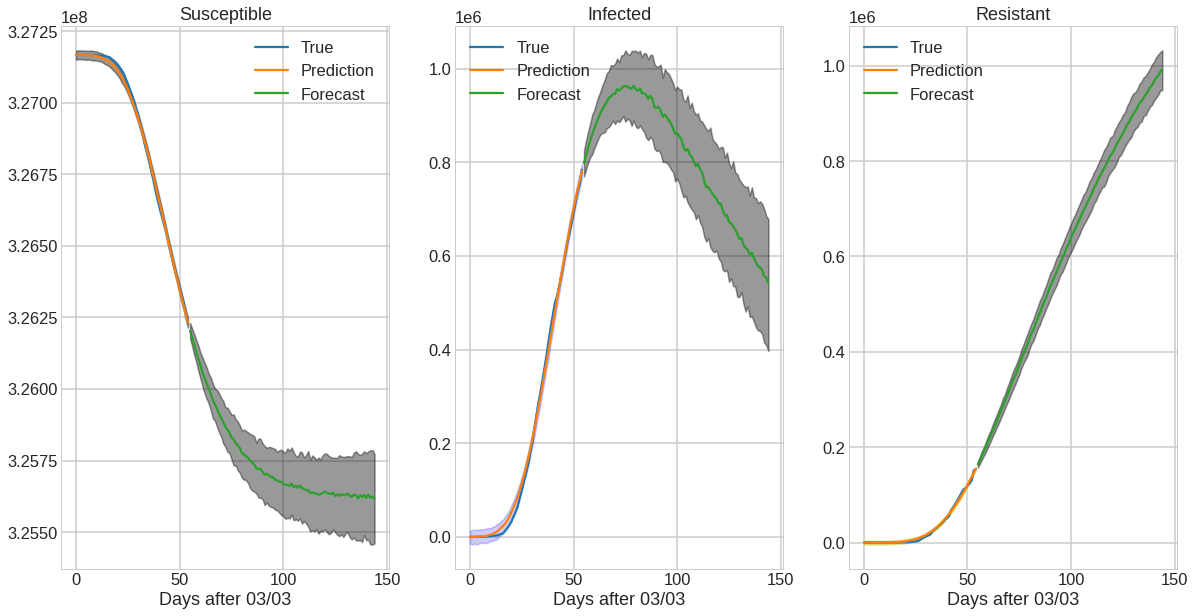 Susceptible
1e8
3.2725
3.2700
3.2675
3.2650
3.2625
3.2600
3.2575
3.2550
0
50
100
150
Days after 03/03
True
Prediction
Forecast
Infected
1e6
1.0
0.8
0.6
0.4
0.2
0.0
0
50
100
150
Days after 03/03
True
Prediction
Forecast
Resistant
1e6
1.0
0.8
0.6
0.4
0.2
0.0
0
50
100
150
Days after 03/03
True
Prediction
Forecast